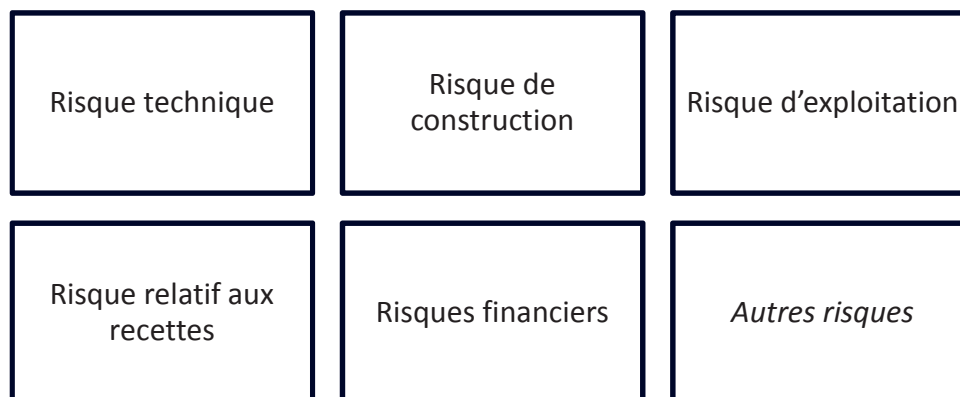 Risque technique
Risque de
construction
Risque d’exploitation
Risque relatif aux
recettes
Risques financiers
Autres risques